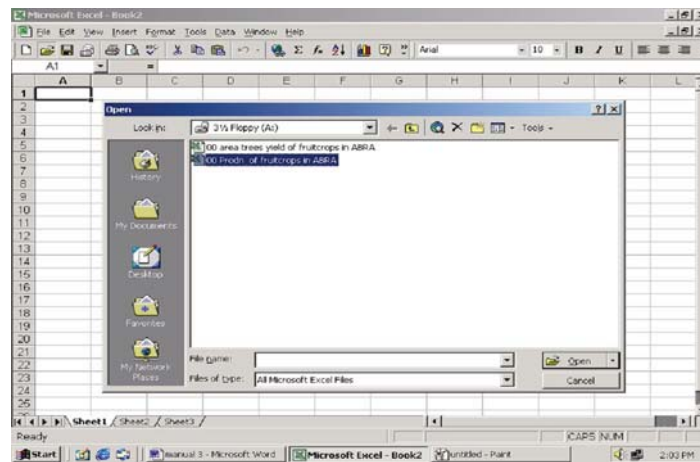 Microsoft Excel - Book2
File Edit View Insert Format Tools Data Window Help
Arial 10 B I U
A1 =
A B C D E F G H I J K L
1
2
3
4
5
6
7
8
9
10
11
12
13
14
15
16
17
18
19
20
21
22
23
24
25
Open
Look in: 3½ Floppy (A:) Tools
00 area trees yield of fruitcrops in ABRA
00 Prodn. of fruitcrops in ABRA
History
My Documents
Desktop
Favorites
My Network
Places
File name: Open
Files of type: All Microsoft Excel Files Cancel
Sheet1 Sheet2 Sheet3
Ready CAPS NUM
Start manual 3 - Microsoft Word Microsoft Excel - Book2 untitled - Paint 2:03 PM